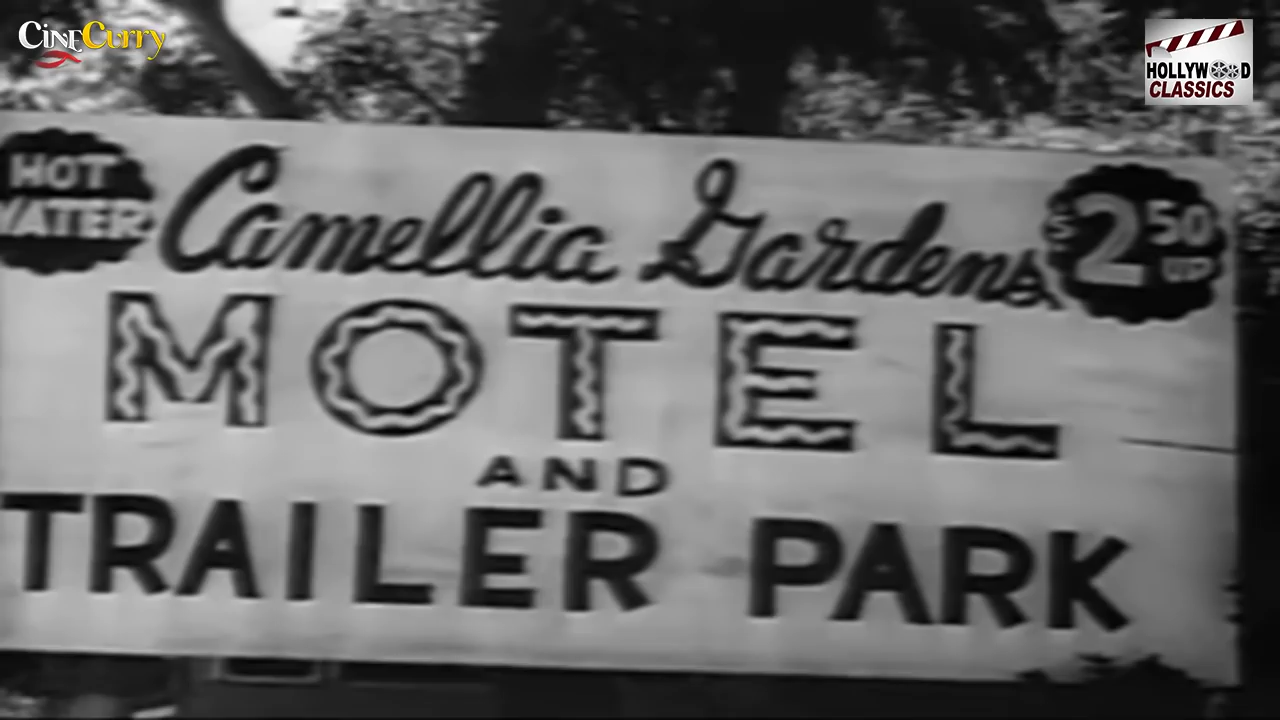 CineCurry
HOLLYWOOD
CLASSICS
HOT
WATER
Camellia Gardens
$2.50
UP
MOTEL
AND
TRAILER PARK